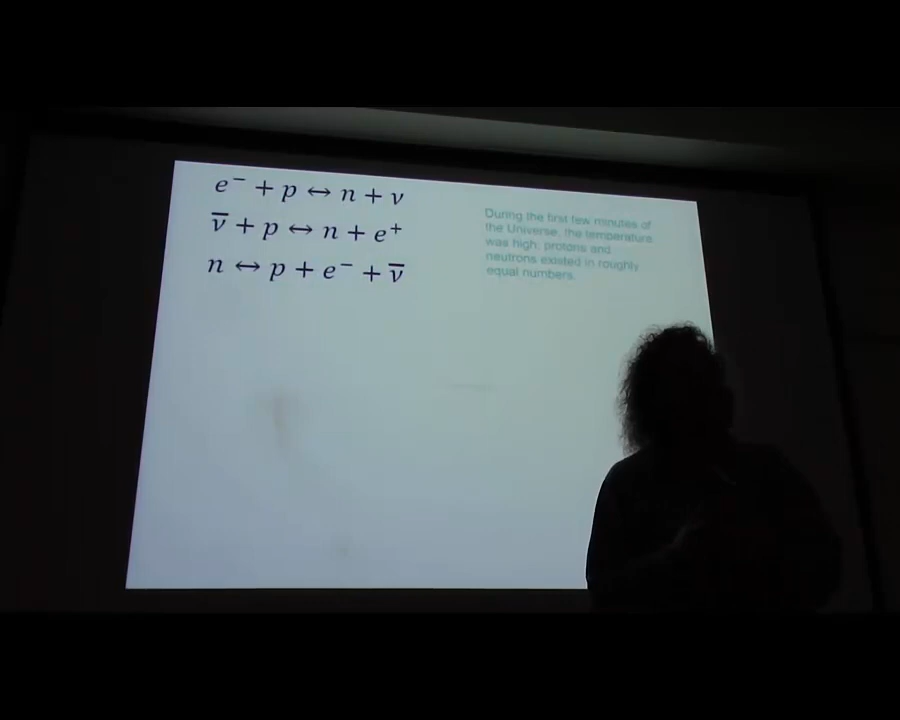 e⁻ + p ↔ n + ν
ν̅ + p ↔ n + e⁺
n ↔ p + e⁻ + ν̅
During the first few minutes of
the Universe, the temperature
was high; protons and
neutrons existed in roughly
equal numbers.